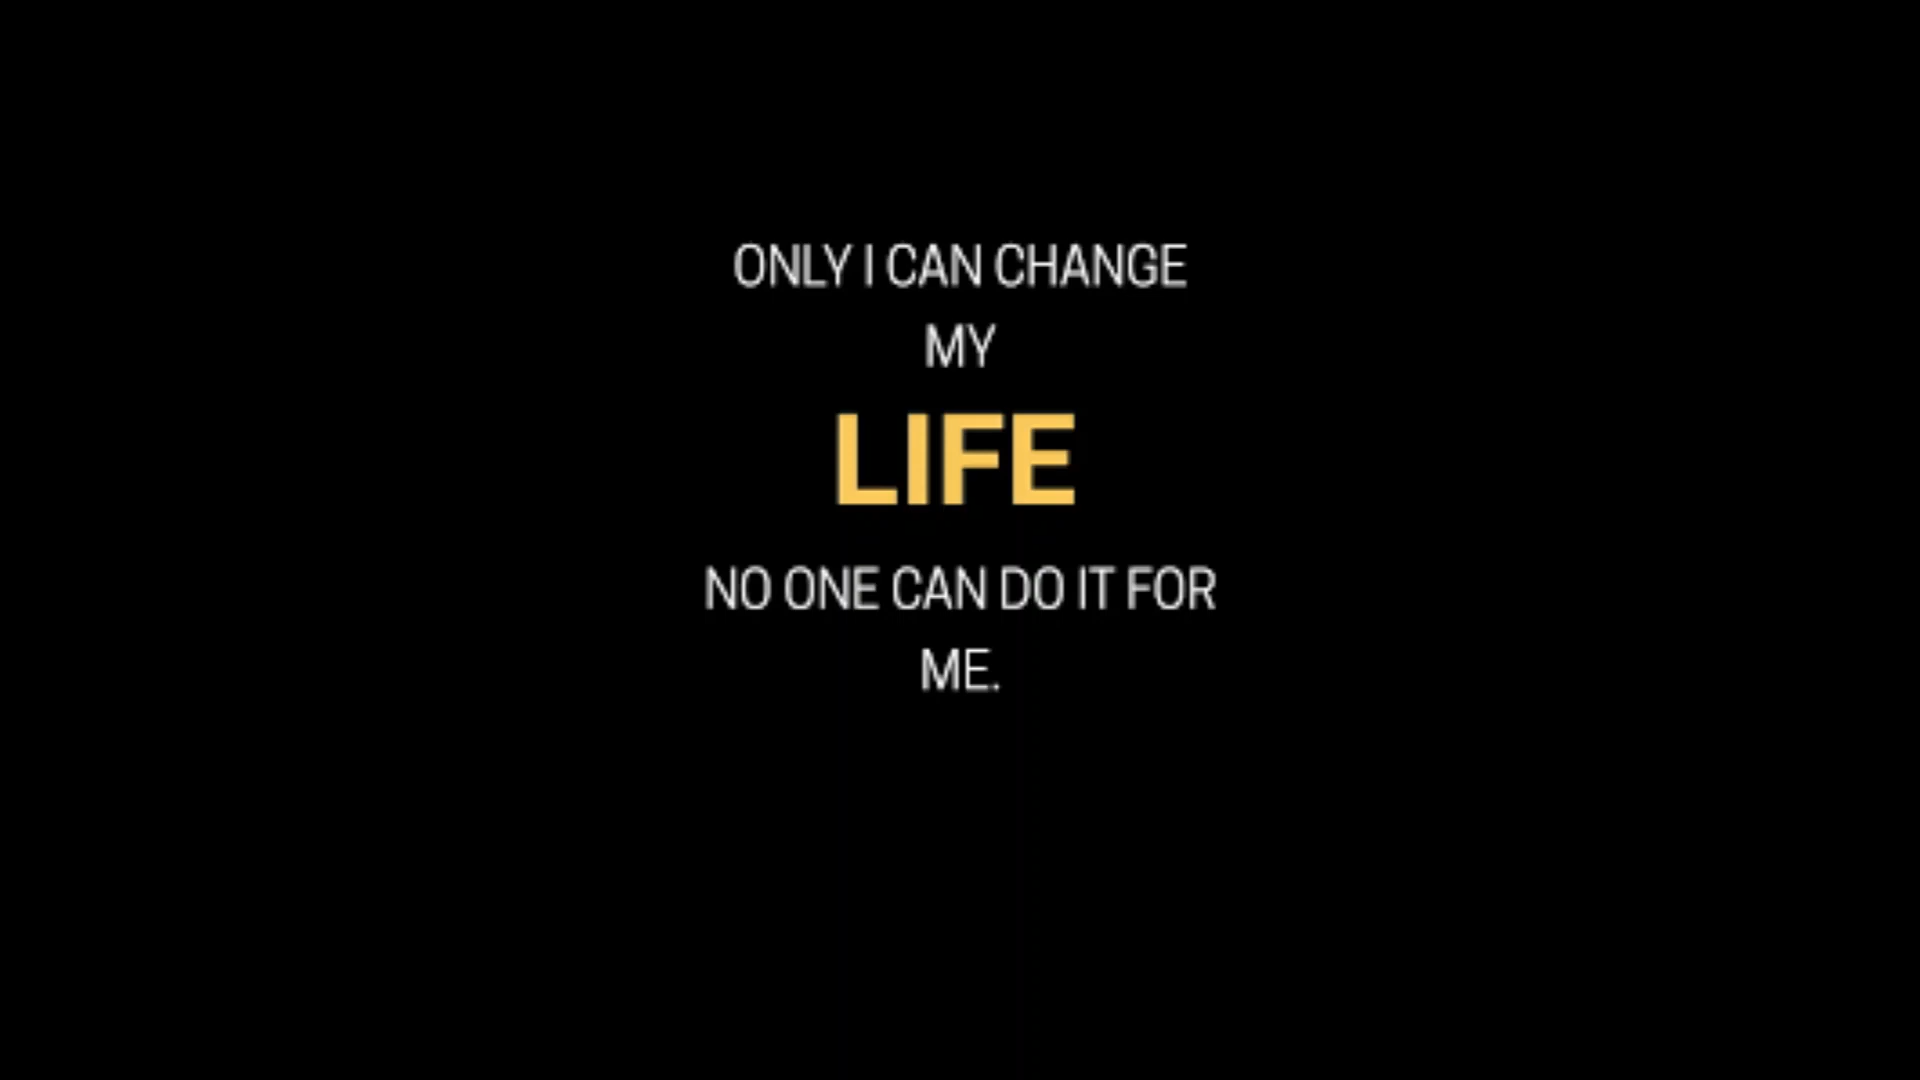 ONLY I CAN CHANGE
MY
LIFE
NO ONE CAN DO IT FOR
ME.